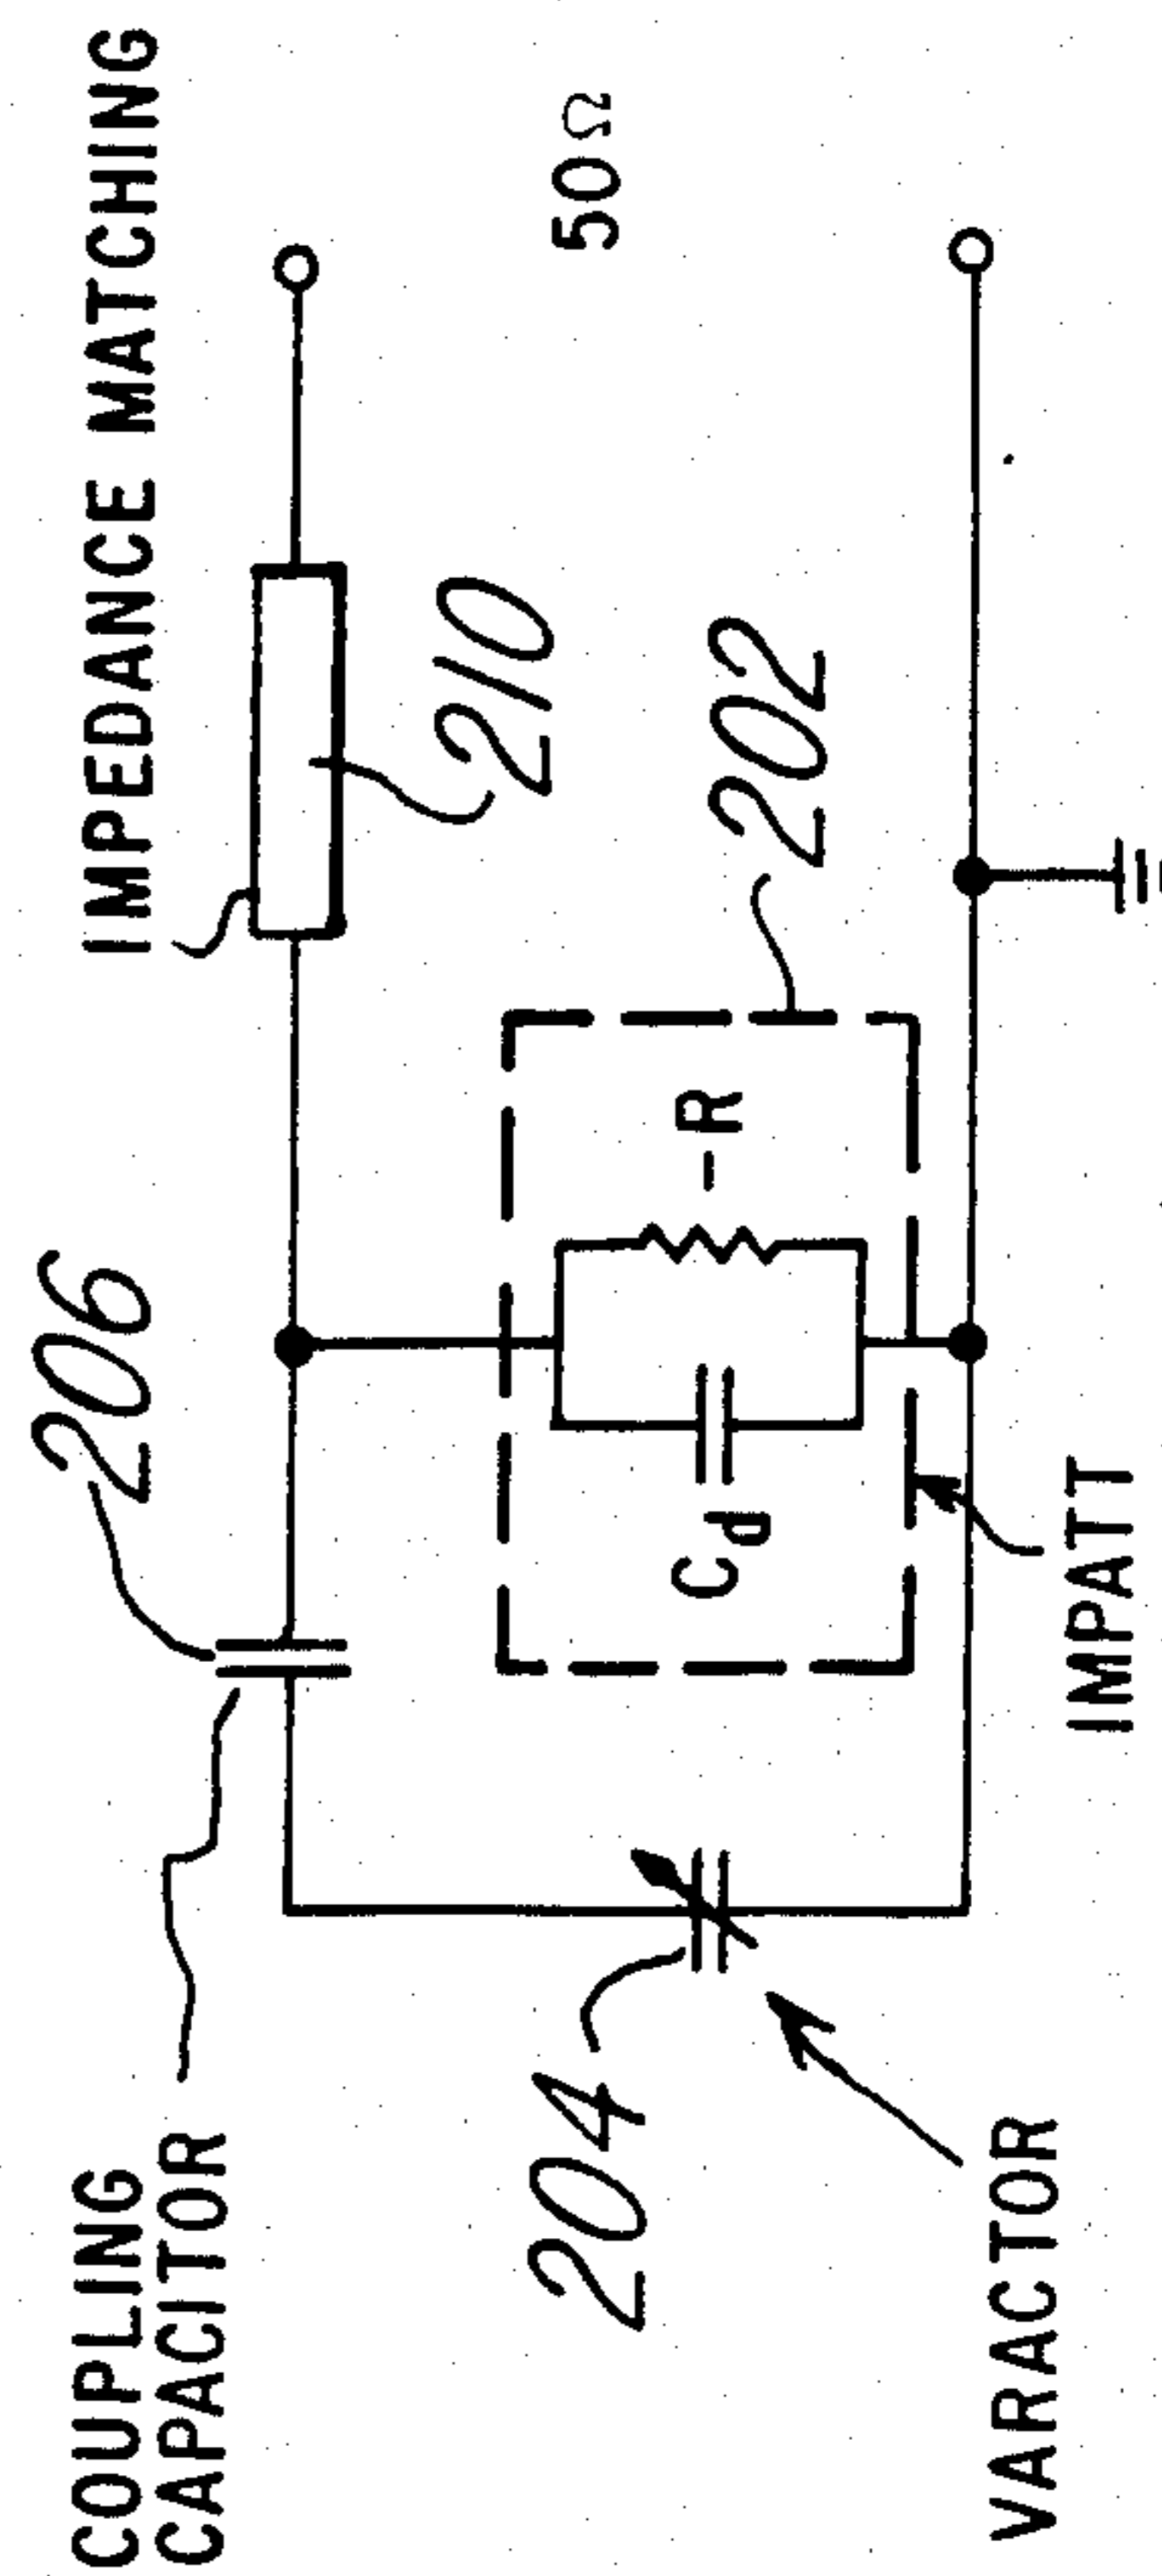 COUPLING
CAPACITOR
206
IMPEDANCE MATCHING
210
50Ω
204
202
Cd
-R
VARACTOR
IMPATT